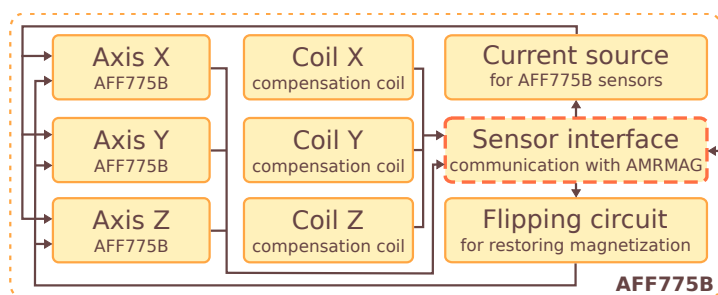 Axis X
AFF775B
Coil X
compensation coil
Current source
for AFF775B sensors
Axis Y
AFF775B
Coil Y
compensation coil
Sensor interface
communication with AMRMAG
Axis Z
AFF775B
Coil Z
compensation coil
Flipping circuit
for restoring magnetization
AFF775B